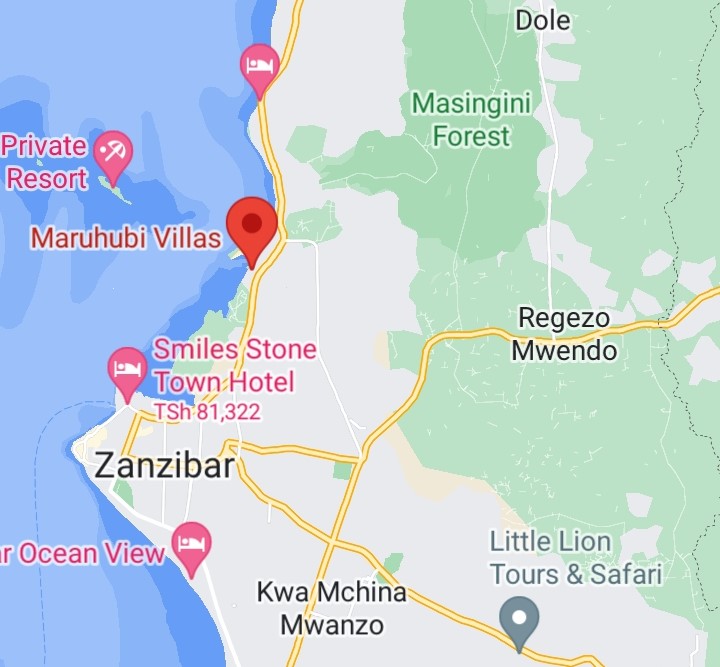 Dole
Masingini
Forest
Private
Resort
Maruhubi Villas
Regezo
Mwendo
Smiles Stone
Town Hotel
TSh 81,322
Zanzibar
Little Lion
Tours & Safari
ar Ocean View
Kwa Mchina
Mwanzo